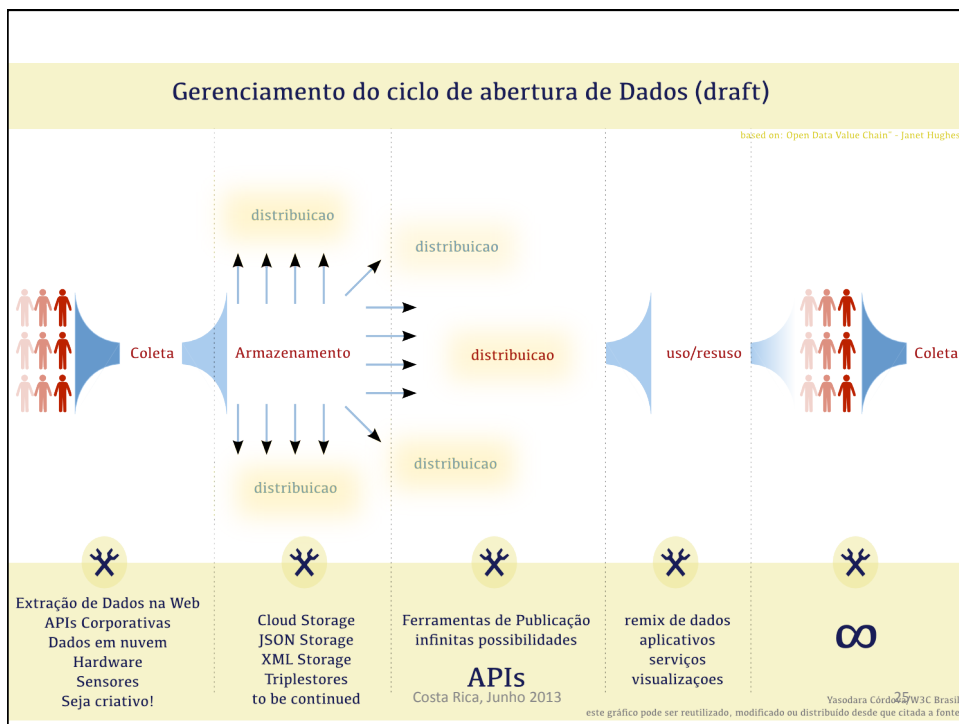 Gerenciamento do ciclo de abertura de Dados (draft)
based on: Open Data Value Chain" - Janet Hughes
distribuicao
distribuicao
Coleta
Armazenamento
distribuicao
uso/resuso
Coleta
distribuicao
distribuicao
Extração de Dados na Web
APIs Corporativas
Dados em nuvem
Hardware
Sensores
Seja criativo!
Cloud Storage
JSON Storage
XML Storage
Triplestores
to be continued
Ferramentas de Publicação
infinitas possibilidades
APIs
remix de dados
aplicativos
serviços
visualizaçoes
∞
Costa Rica, Junho 2013
25
Yasodara Córdova/W3C Brasil
este gráfico pode ser reutilizado, modificado ou distribuído desde que citada a fonte